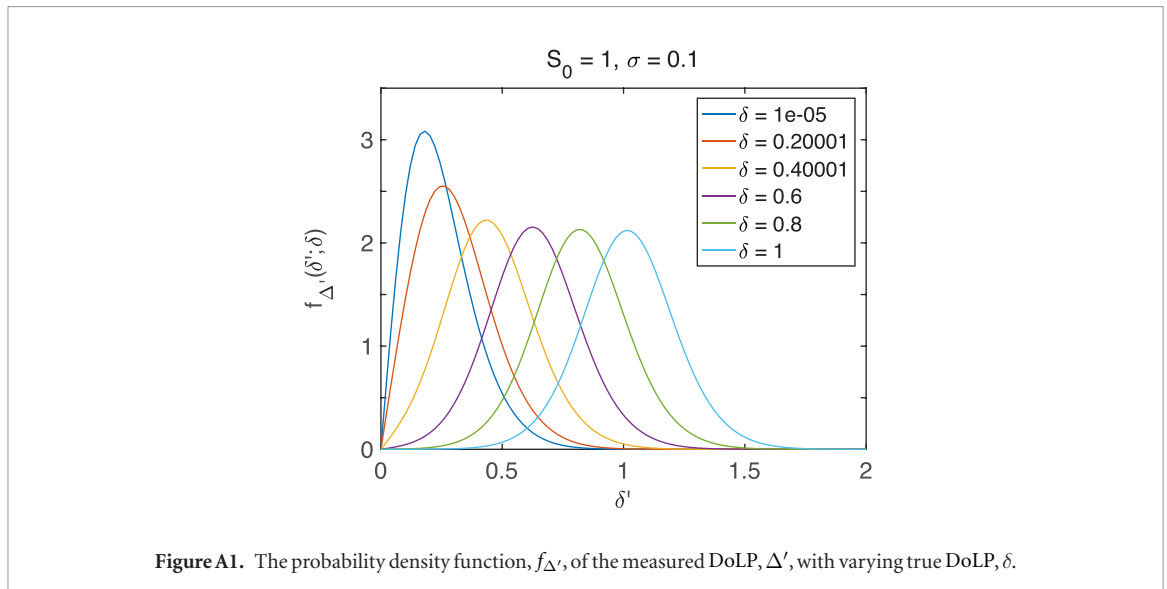 S₀ = 1, σ = 0.1
δ = 1e-05
δ = 0.20001
δ = 0.40001
δ = 0.6
δ = 0.8
δ = 1
f_Δ'(δ';δ)
3
2
1
0
0 0.5 1 1.5 2
δ'
Figure A1. The probability density function, f_Δ′, of the measured DoLP, Δ′, with varying true DoLP, δ.